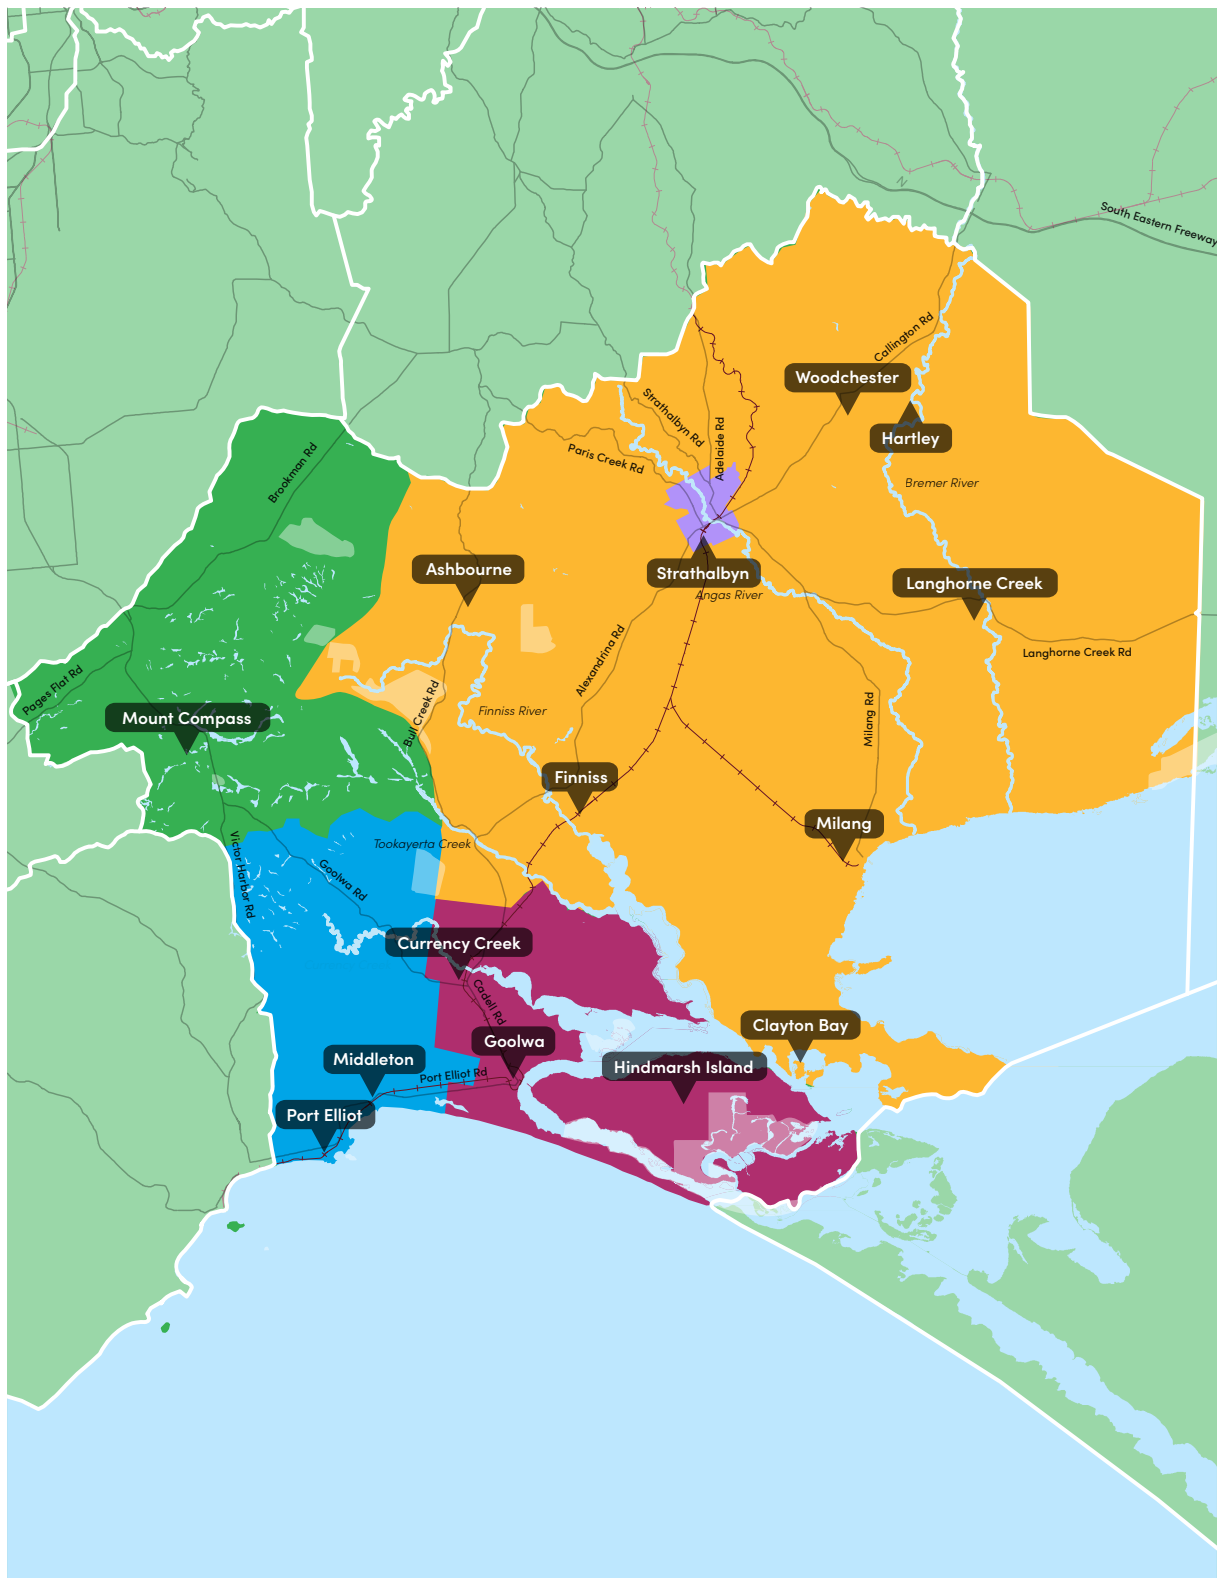 N
South Eastern Freeway
Callington Rd
Woodchester
Strathalbyn Rd
Adelaide Rd
Hartley
Paris Creek Rd
Brookman Rd
Bremer River
Ashbourne
Strathalbyn
Langhorne Creek
Angas River
Alexandrina Rd
Langhorne Creek Rd
Pages Flat Rd
Mount Compass
Bull Creek Rd
Finniss River
Milang Rd
Finniss
Milang
Tookayerta Creek
Victor Harbor Rd
Goolwa Rd
Currency Creek
Cadell Rd
Clayton Bay
Goolwa
Middleton
Hindmarsh Island
Port Elliot Rd
Port Elliot